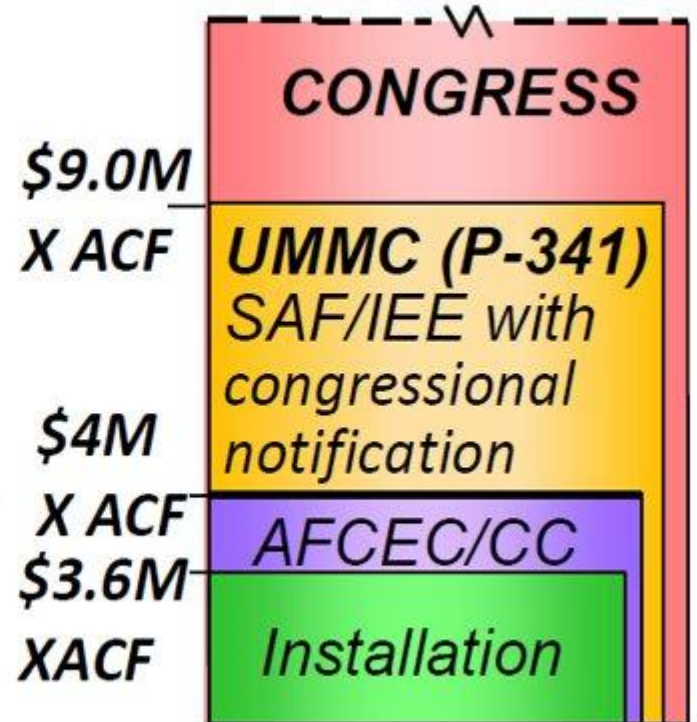 CONGRESS
$9.0M
X ACF
UMMC (P-341)
SAF/IEE with
congressional
notification
$4M
X ACF
AFCEC/CC
$3.6M
XACF
Installation